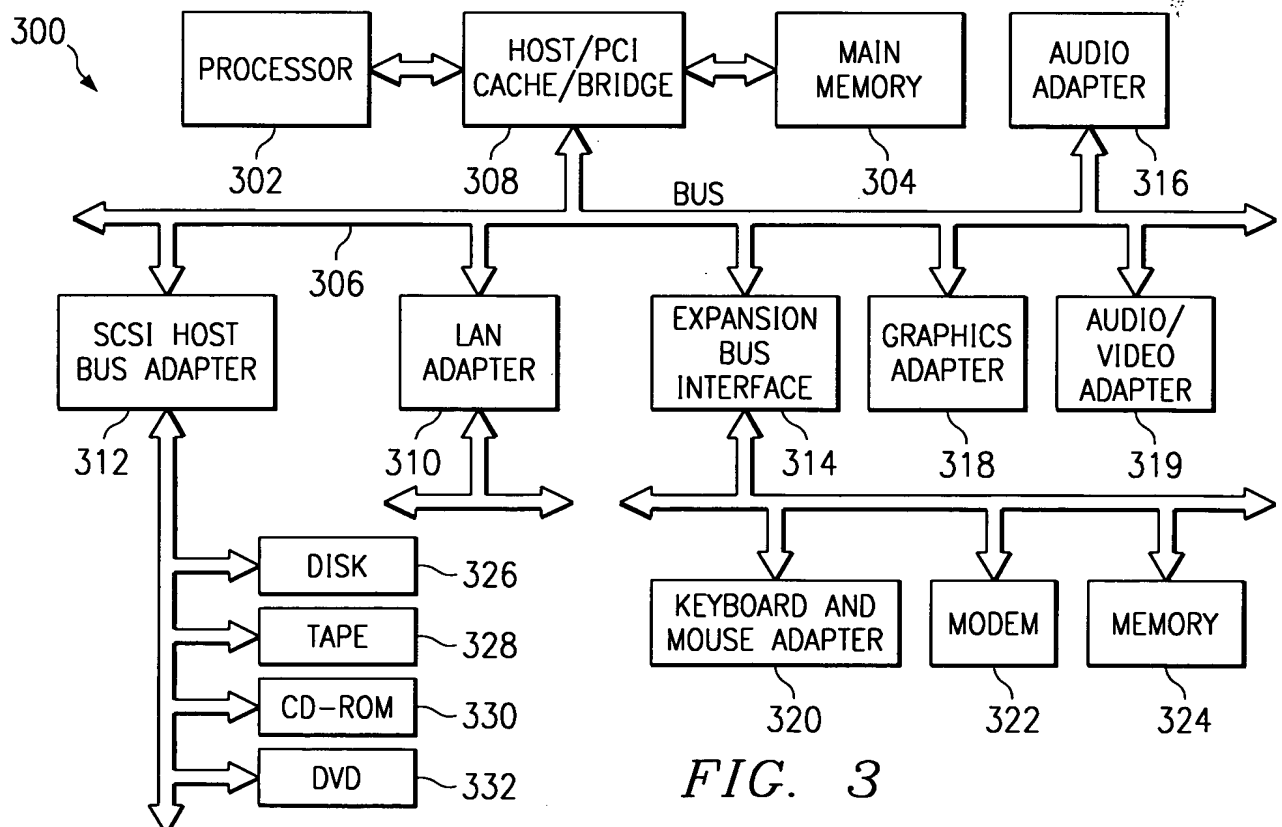 300
PROCESSOR
HOST/PCI
CACHE/BRIDGE
MAIN
MEMORY
AUDIO
ADAPTER
302
308
304
316
BUS
306
SCSI HOST
BUS ADAPTER
LAN
ADAPTER
EXPANSION
BUS
INTERFACE
GRAPHICS
ADAPTER
AUDIO/
VIDEO
ADAPTER
312
310
314
318
319
DISK
326
TAPE
328
CD-ROM
330
DVD
332
KEYBOARD AND
MOUSE ADAPTER
MODEM
MEMORY
320
322
324
FIG. 3